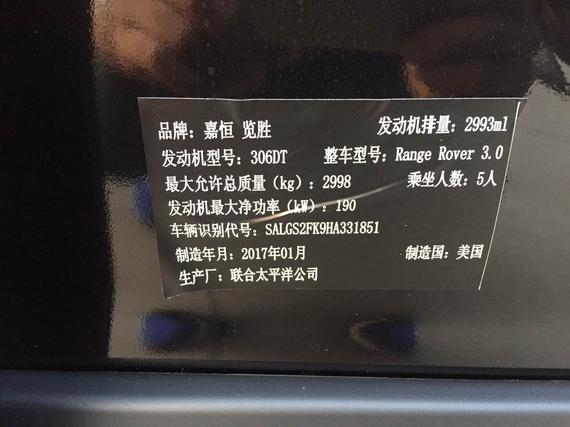 品牌：嘉恒 览胜 发动机排量：2993ml
发动机型号：306DT 整车型号：Range Rover 3.0
最大允许总质量（kg）：2998 乘坐人数：5人
发动机最大净功率（kW）：190
车辆识别代号：SALGS2FK9HA331851
制造年月：2017年01月 制造国：美国
生产厂：联合太平洋公司